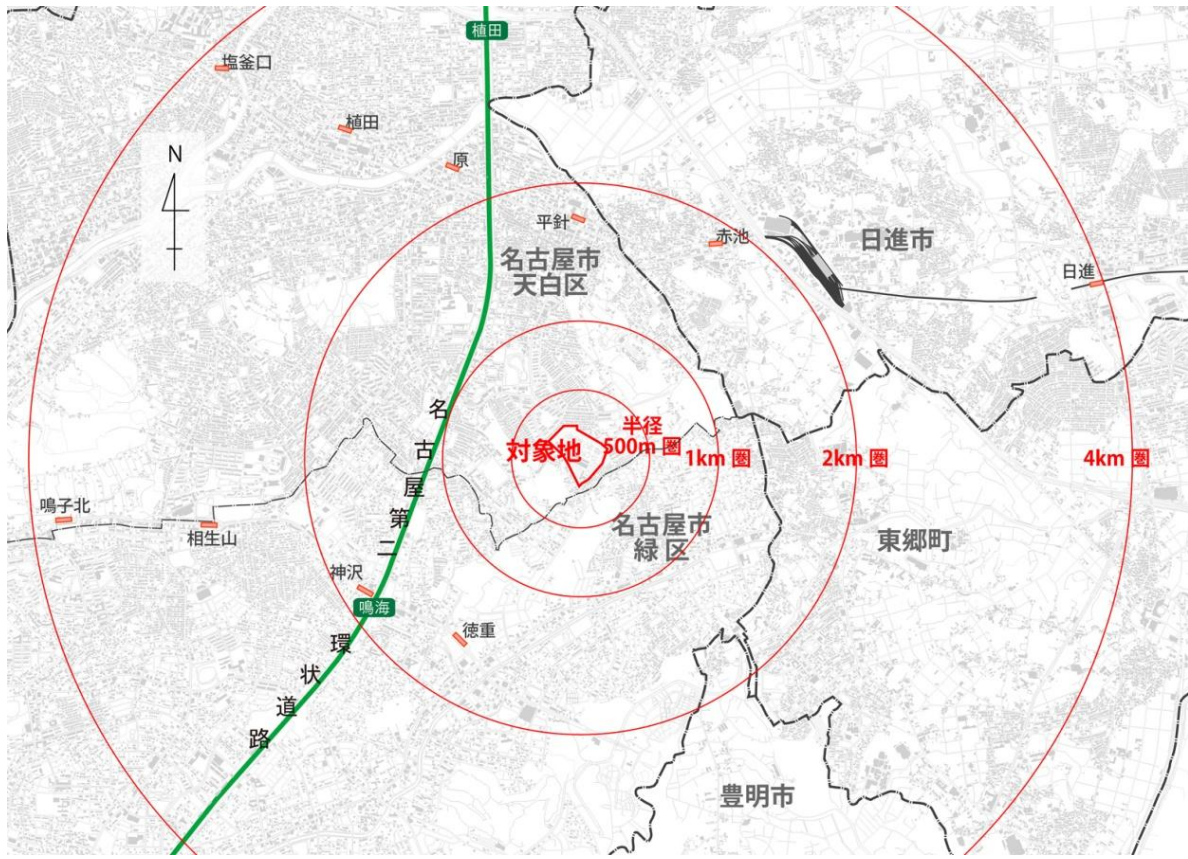 植田
塩釜口
植田
原
N
平針
赤池
日進市
名古屋市
天白区
日進
名古屋第二環状道路
対象地
半径
500m 圏
1km 圏
2km 圏
4km 圏
鳴子北
相生山
名古屋市
緑 区
東郷町
神沢
鳴海
徳重
豊明市